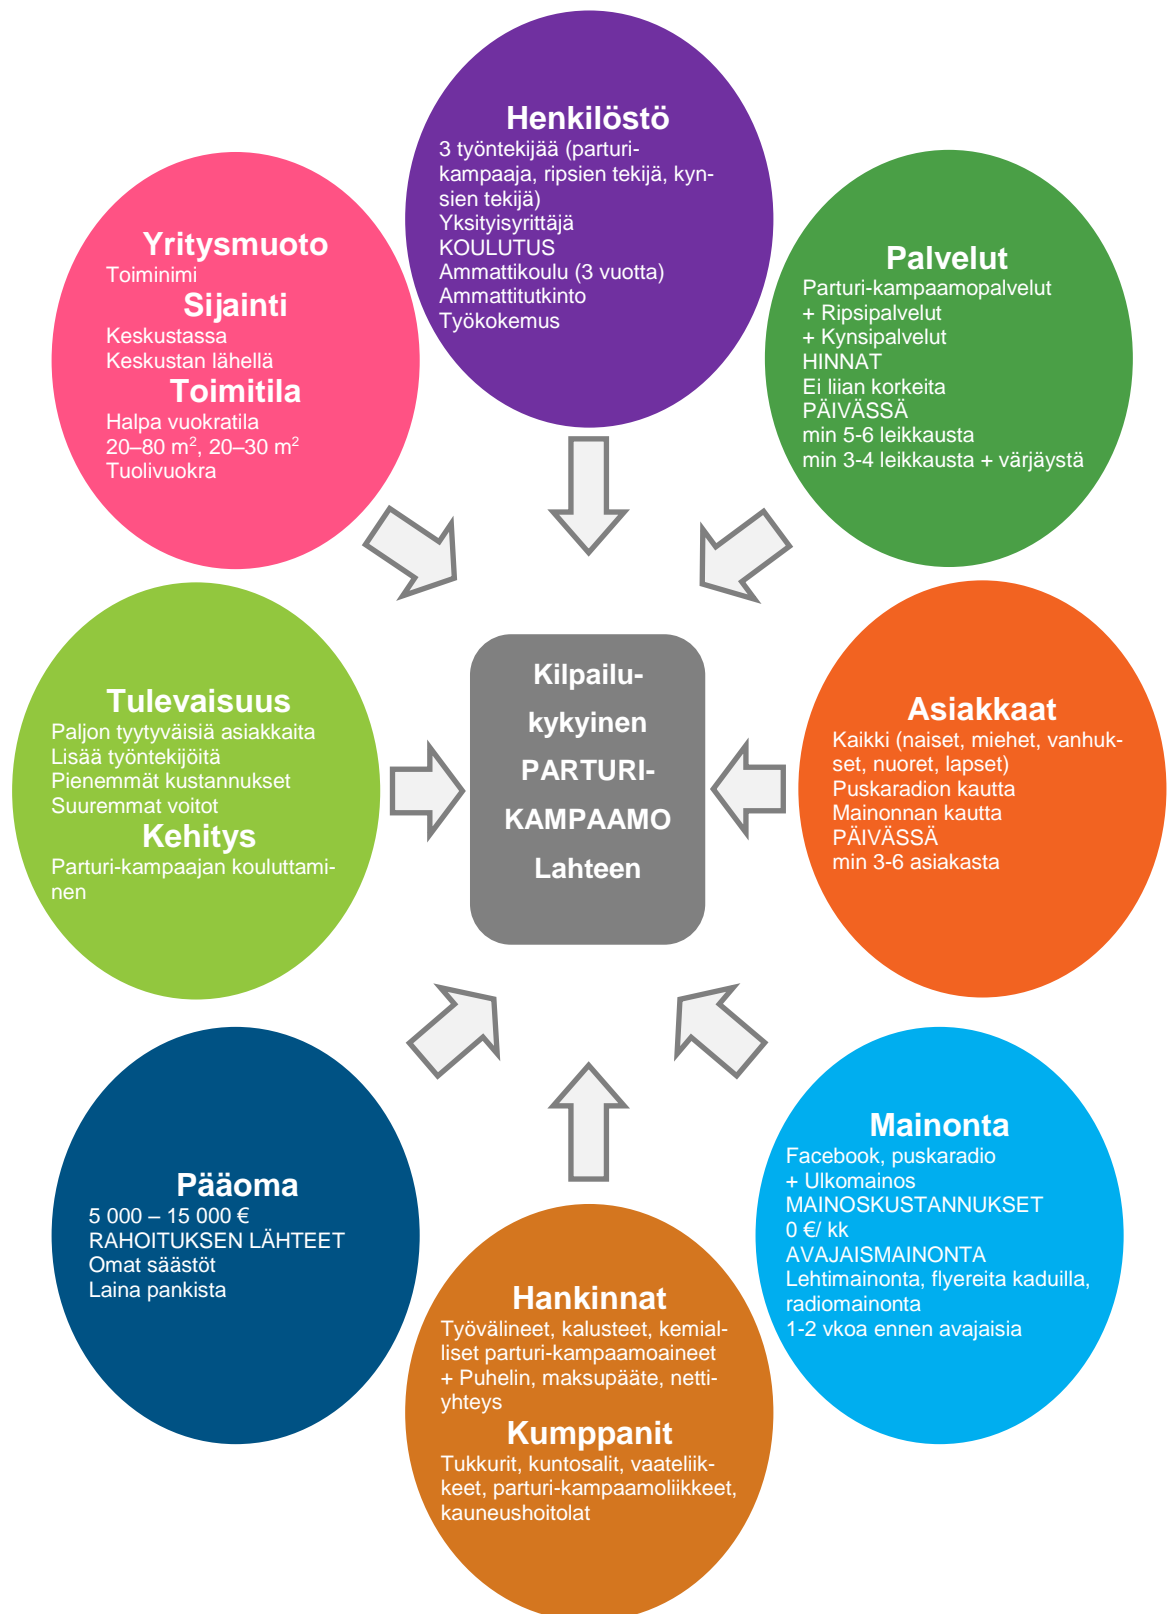 Henkilöstö
3 työntekijää (parturi-
kampaaja, ripsien tekijä, kyn-
sien tekijä)
Yksityisyrittäjä
KOULUTUS
Ammattikoulu (3 vuotta)
Ammattitutkinto
Työkokemus
Yritysmuoto
Toiminimi
Sijainti
Keskustassa
Keskustan lähellä
Toimitila
Halpa vuokratila
20–80 m², 20–30 m²
Tuolivuokra
Palvelut
Parturi-kampaamopalvelut
+ Ripsipalvelut
+ Kynsipalvelut
HINNAT
Ei liian korkeita
PÄIVÄSSÄ
min 5-6 leikkausta
min 3-4 leikkausta + värjäystä
Tulevaisuus
Paljon tyytyväisiä asiakkaita
Lisää työntekijöitä
Pienemmät kustannukset
Suuremmat voitot
Kehitys
Parturi-kampaajan kouluttami-
nen
Kilpailu-
kykyinen
PARTURI-
KAMPAAMO
Lahteen
Asiakkaat
Kaikki (naiset, miehet, vanhuk-
set, nuoret, lapset)
Puskaradion kautta
Mainonnan kautta
PÄIVÄSSÄ
min 3-6 asiakasta
Pääoma
5 000 – 15 000 €
RAHOITUKSEN LÄHTEET
Omat säästöt
Laina pankista
Mainonta
Facebook, puskaradio
+ Ulkomainos
MAINOSKUSTANNUKSET
0 €/ kk
AVAJAISMAINONTA
Lehtimainonta, flyereita kaduilla,
radiomainonta
1-2 vkoa ennen avajaisia
Hankinnat
Työvälineet, kalusteet, kemial-
liset parturi-kampaamoaineet
+ Puhelin, maksupääte, netti-
yhteys
Kumppanit
Tukkurit, kuntosalit, vaateliik-
keet, parturi-kampaamoliikkeet,
kauneushoitolat